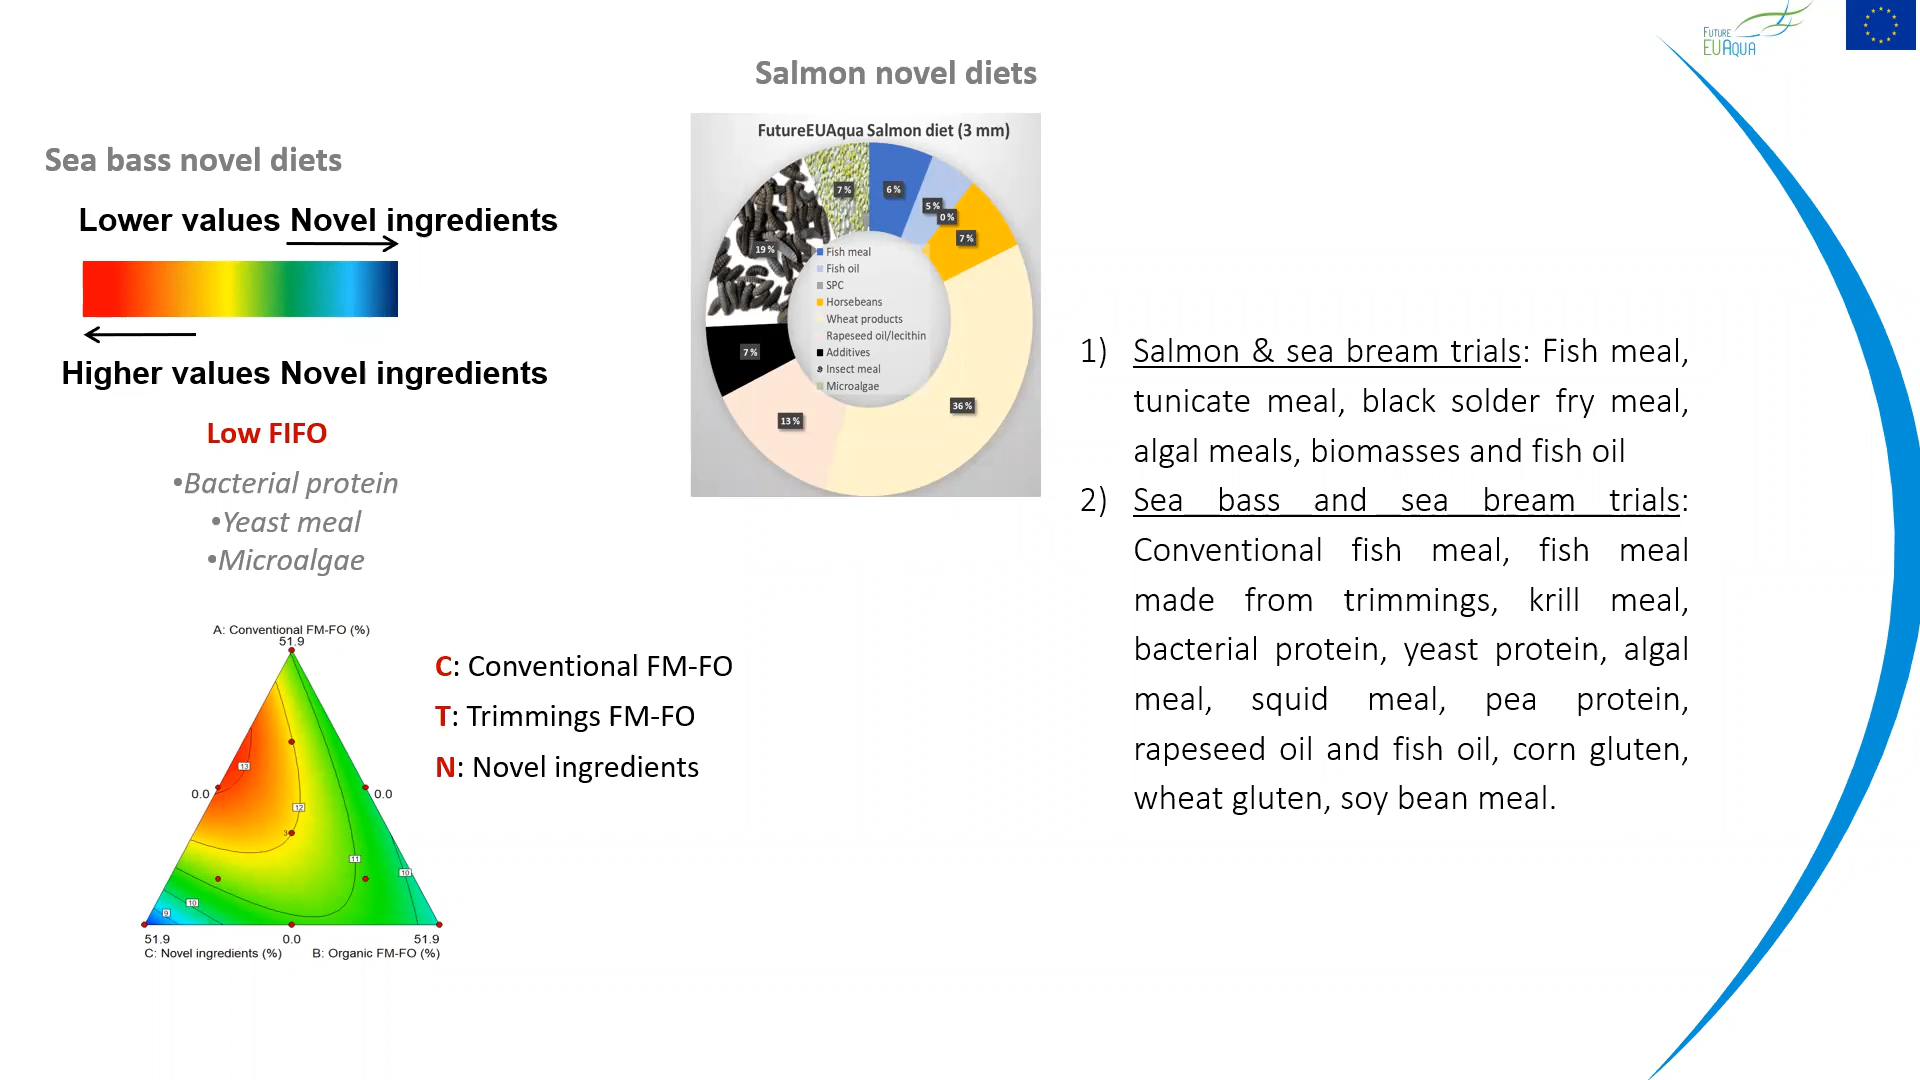 FUTURE
EUAQUA
Salmon novel diets
Sea bass novel diets
Lower values Novel ingredients
Higher values Novel ingredients
Low FIFO
•Bacterial protein
•Yeast meal
•Microalgae
FutureEUAqua Salmon diet (3 mm)
7 %
6 %
5 %
0 %
7 %
19 %
7 %
13 %
36 %
Fish meal
Fish oil
SPC
Horsebeans
Wheat products
Rapeseed oil/lecithin
Additives
Insect meal
Microalgae
A: Conventional FM-FO (%)
51.9
13
0.0
0.0
12
3
11
10
10
9
51.9
0.0
51.9
C: Novel ingredients (%)
B: Organic FM-FO (%)
C: Conventional FM-FO
T: Trimmings FM-FO
N: Novel ingredients
1) Salmon & sea bream trials: Fish meal,
tunicate meal, black solder fry meal,
algal meals, biomasses and fish oil
2) Sea bass and sea bream trials:
Conventional fish meal, fish meal
made from trimmings, krill meal,
bacterial protein, yeast protein, algal
meal, squid meal, pea protein,
rapeseed oil and fish oil, corn gluten,
wheat gluten, soy bean meal.